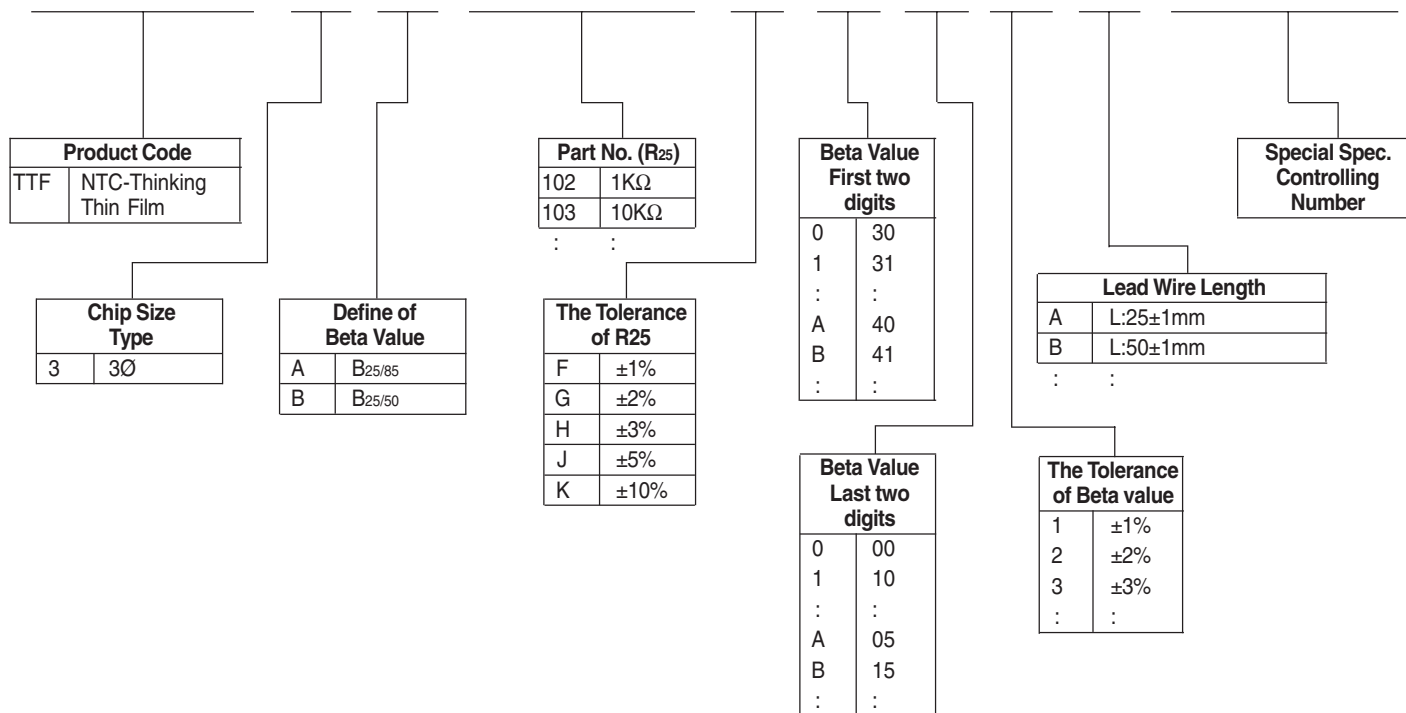 Product Code
TTF NTC-Thinking
Thin Film
Part No. (R25)
102 1KΩ
103 10KΩ
: :
Beta Value
First two
digits
0 30
1 31
: :
A 40
B 41
: :
Special Spec.
Controlling
Number
Chip Size
Type
3 3Ø
Define of
Beta Value
A B25/85
B B25/50
The Tolerance
of R25
F ±1%
G ±2%
H ±3%
J ±5%
K ±10%
Lead Wire Length
A L:25±1mm
B L:50±1mm
: :
Beta Value
Last two
digits
0 00
1 10
: :
A 05
B 15
: :
The Tolerance
of Beta value
1 ±1%
2 ±2%
3 ±3%
: :